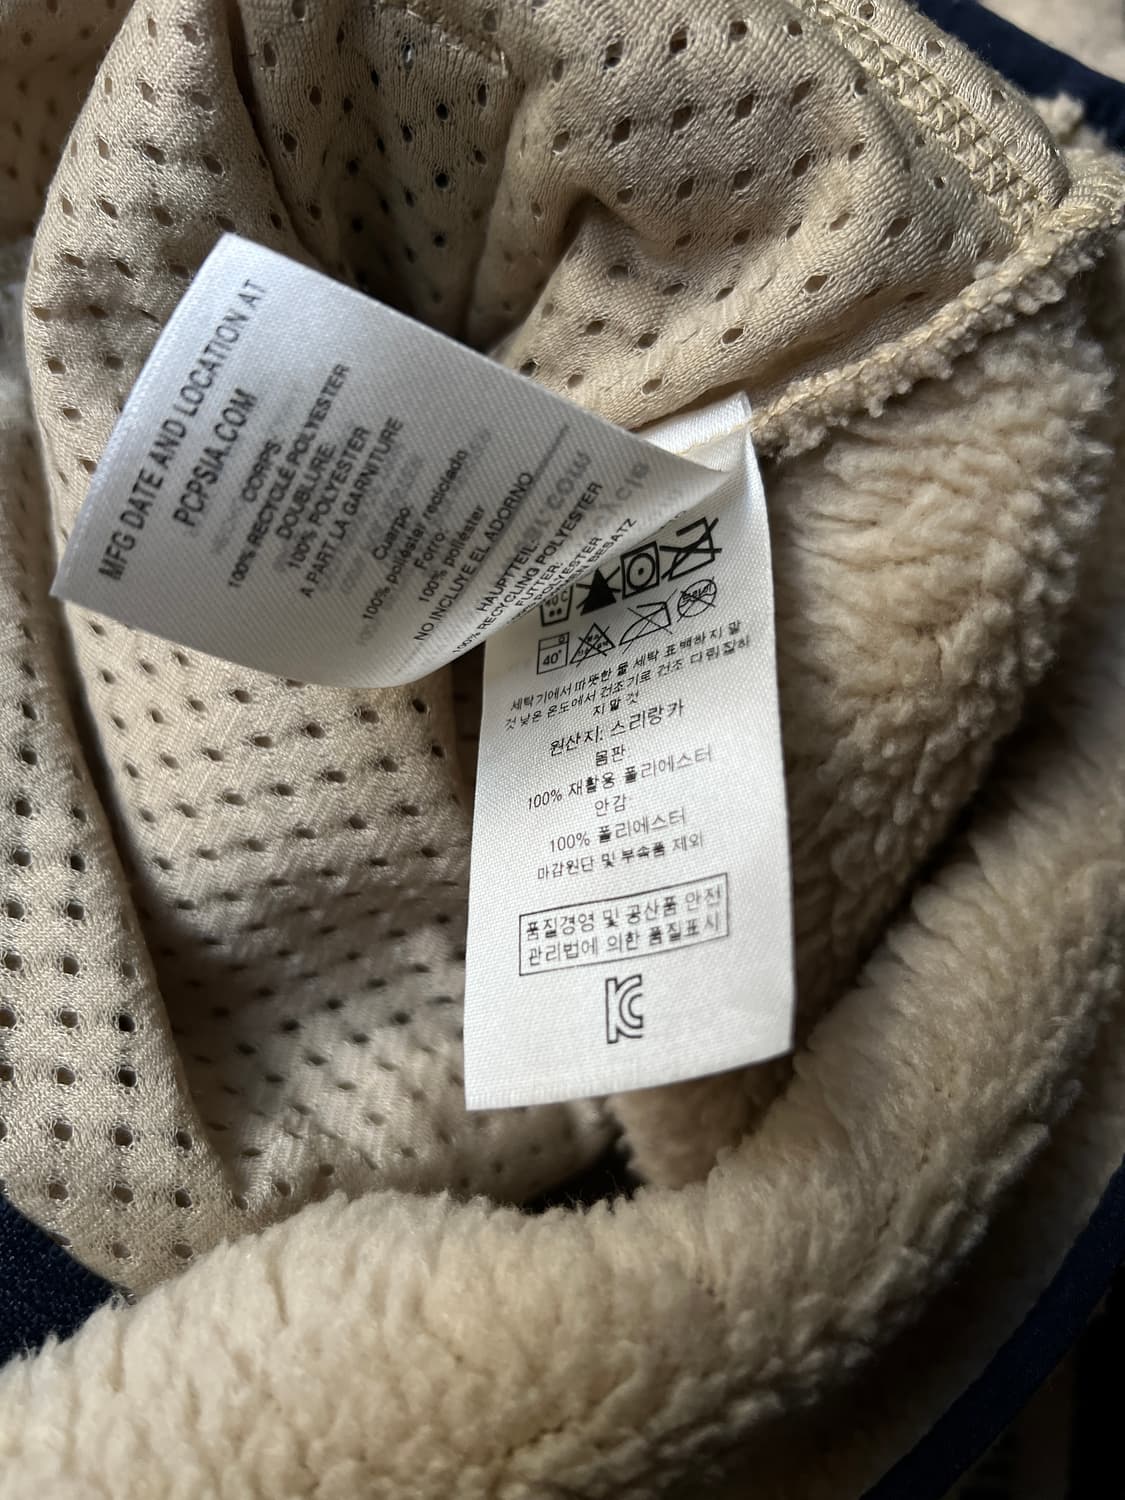 MFG DATE AND LOCATION AT
PCPSIA.COM
CORPS:
100% RECYCLÉ POLYESTER
DOUBLURE:
100% POLYESTER
A PART LA GARNITURE
Cuerpo:
100% poliéster reciclado
Forro:
100% poliéster
NO INCLUYE EL ADORNO
HAUPTTEIL:
100% RECYCLING POLYESTER
FUTTER:
POLYESTER
BESATZ
40°
세탁기에서 따뜻한 물 세탁 표백하지 말
것 낮은 온도에서 건조기로 건조 다림질하
지 말 것
원산지: 스리랑카
몸판
100% 재활용 폴리에스터
안감:
100% 폴리에스터
마감원단 및 부속품 제외
품질경영 및 공산품 안전
관리법에 의한 품질표시
KC